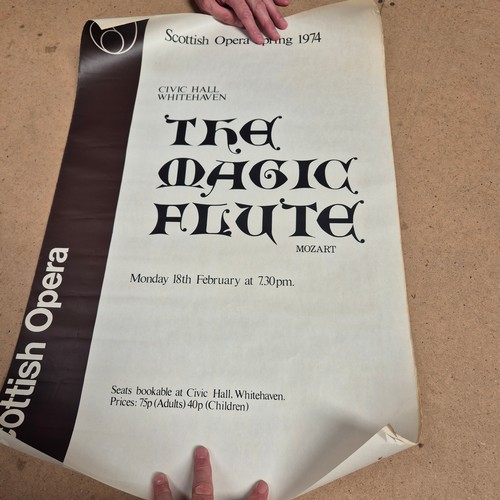 Scottish Opera Spring 1974
CIVIC HALL
WHITEHAVEN
THE
MAGIC
FLUTE
MOZART
Monday 18th February at 7.30pm.
Scottish Opera
Seats bookable at Civic Hall, Whitehaven.
Prices: 75p (Adults) 40p (Children)